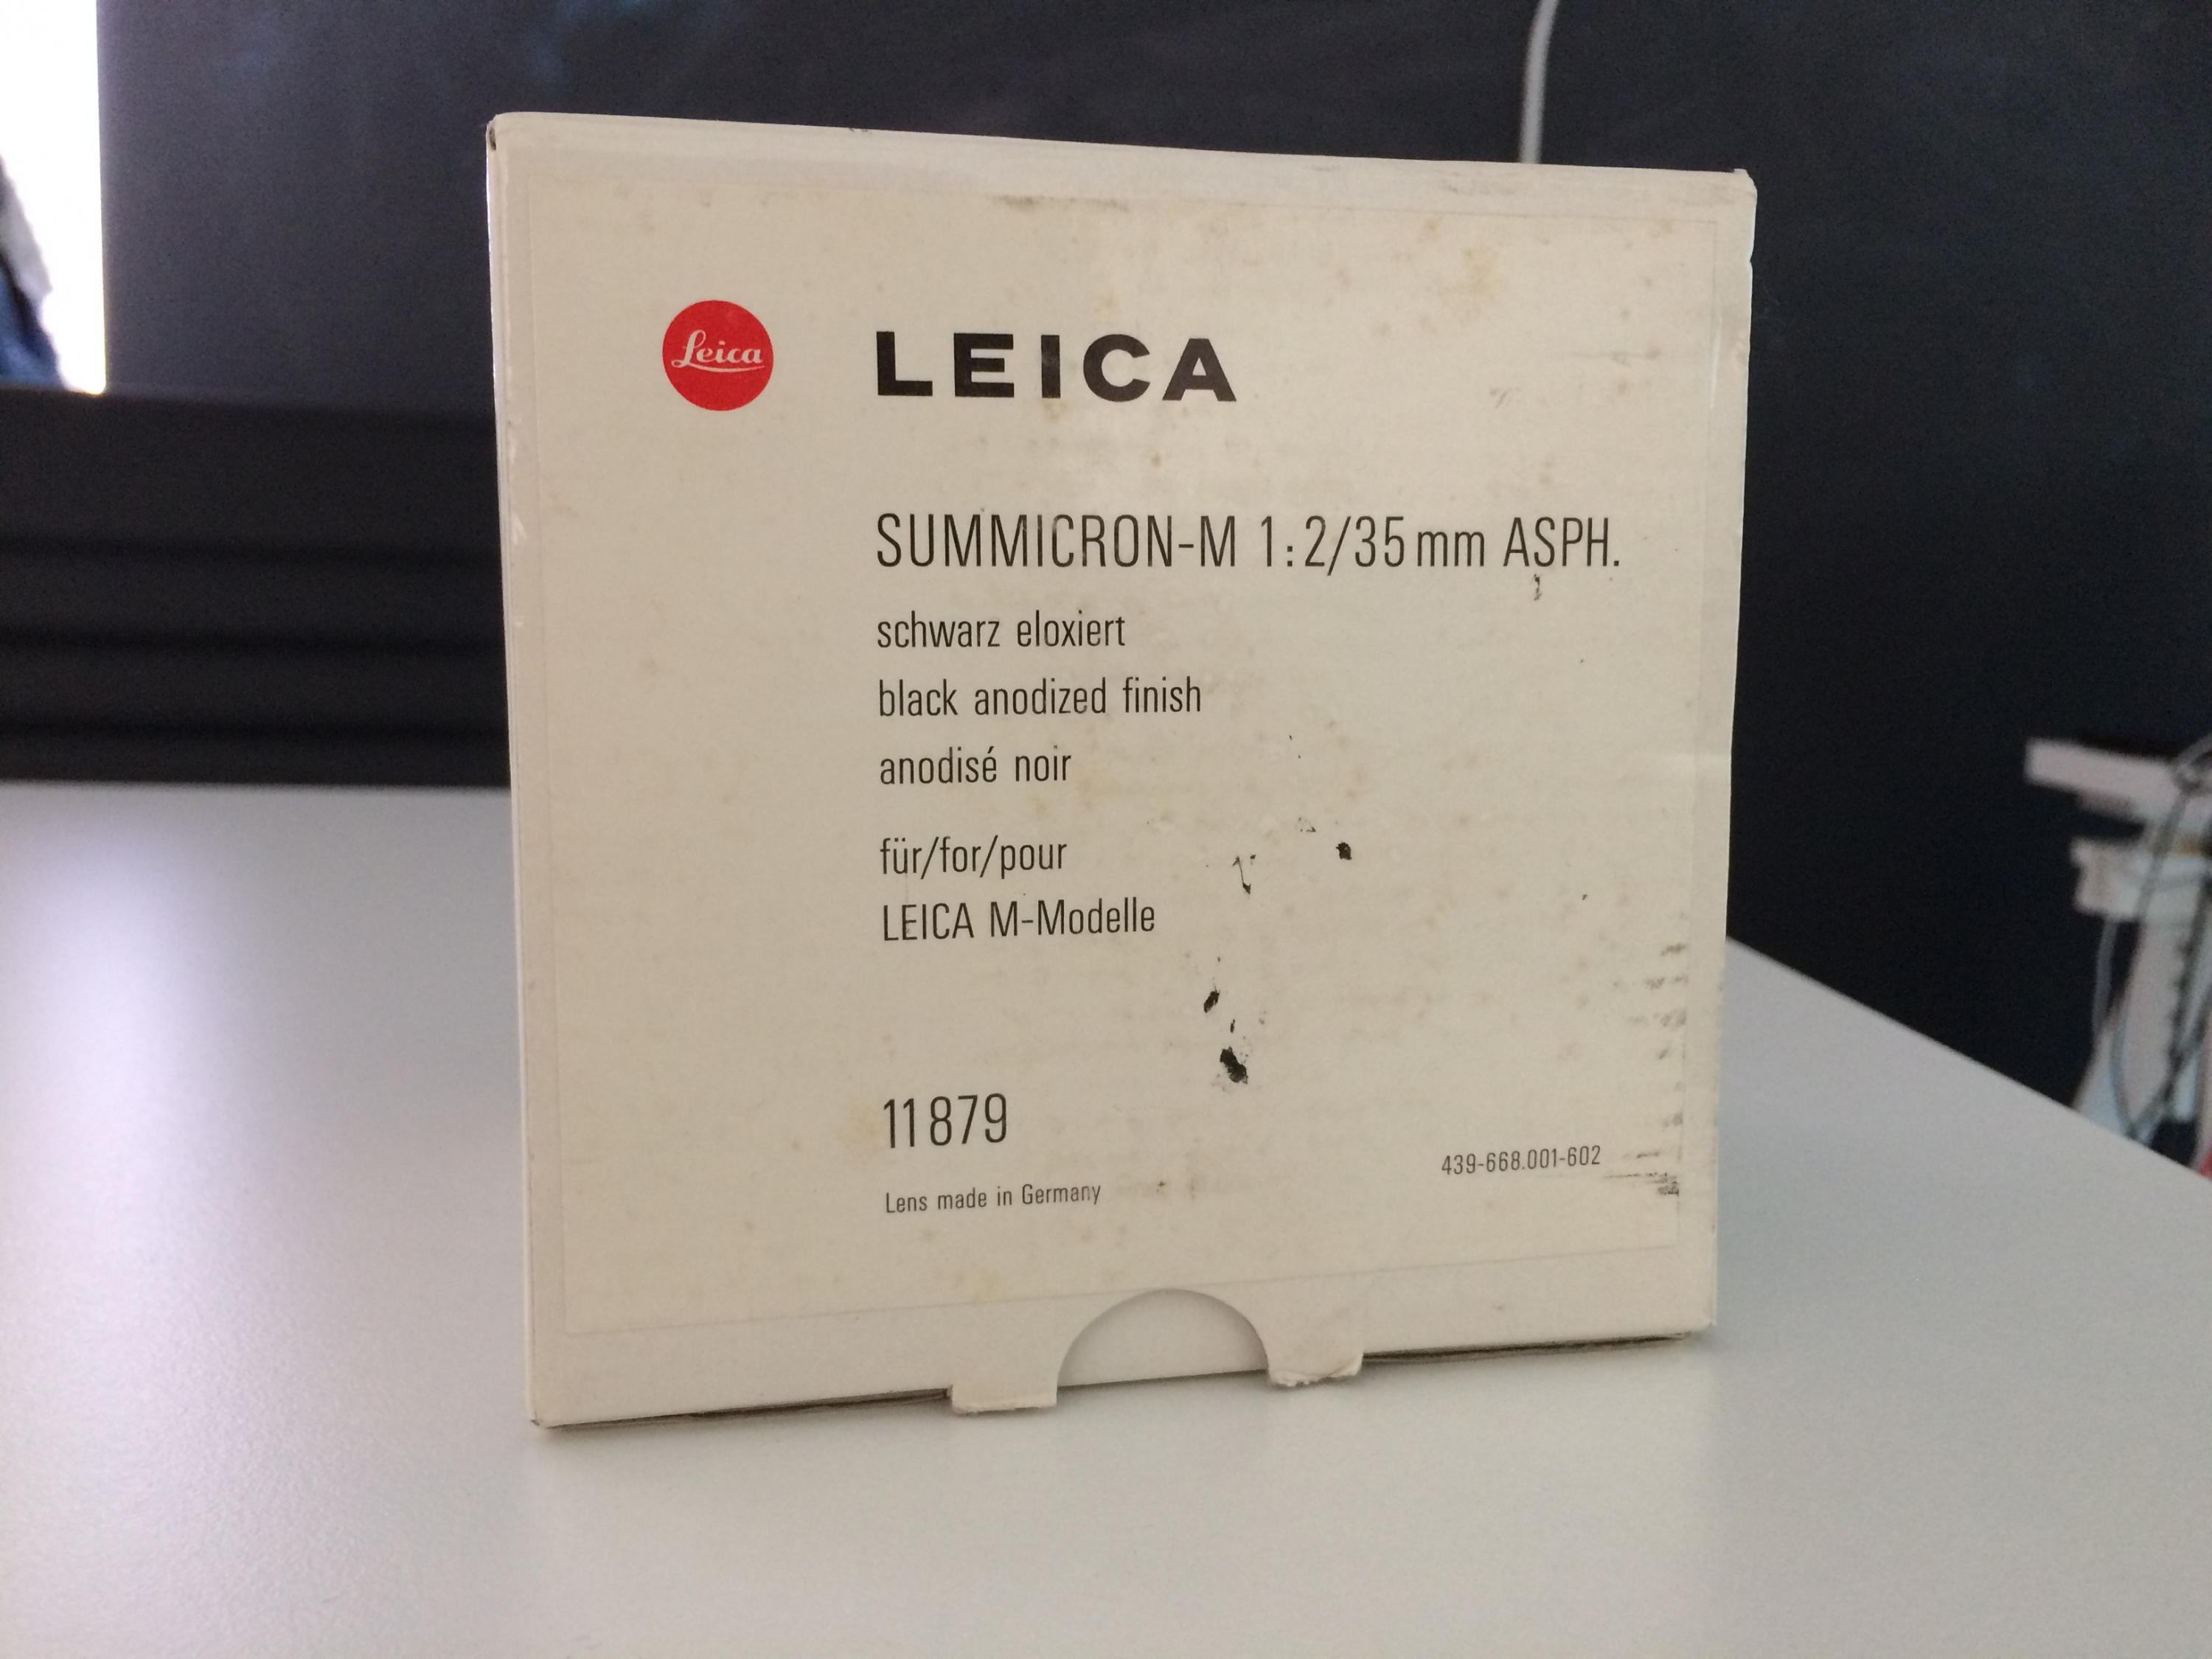 Leica LEICA
SUMMICRON-M 1:2/35mm ASPH.
schwarz eloxiert
black anodized finish
anodisé noir
für/for/pour
LEICA M-Modelle
11879
439-668.001-602
Lens made in Germany